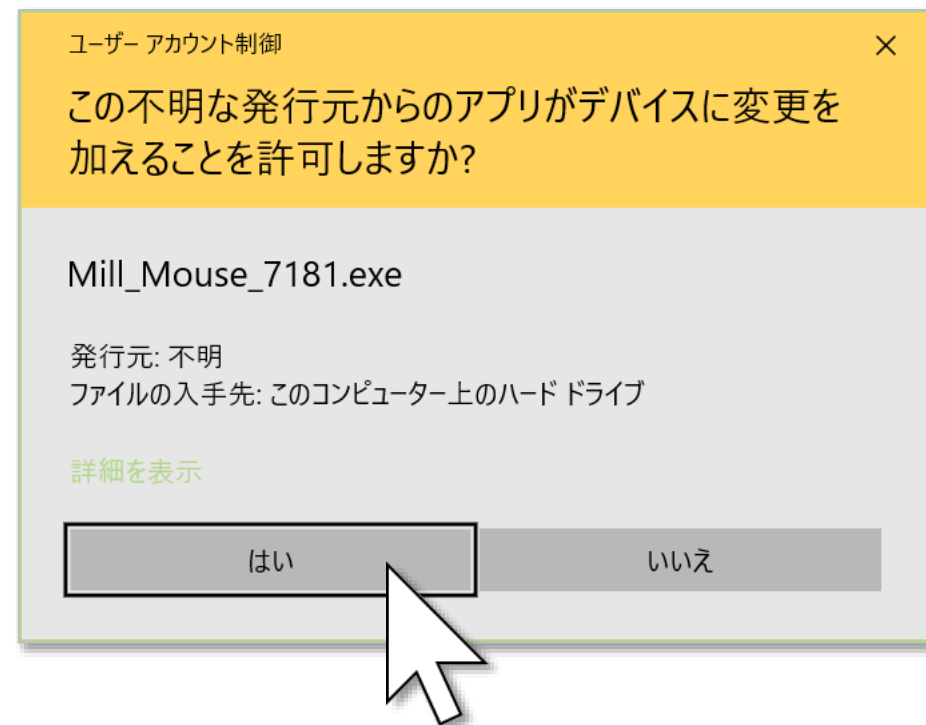 ユーザー アカウント制御
この不明な発行元からのアプリがデバイスに変更を
加えることを許可しますか?
Mill_Mouse_7181.exe
発行元: 不明
ファイルの入手先: このコンピューター上のハード ドライブ
詳細を表示
はい
いいえ